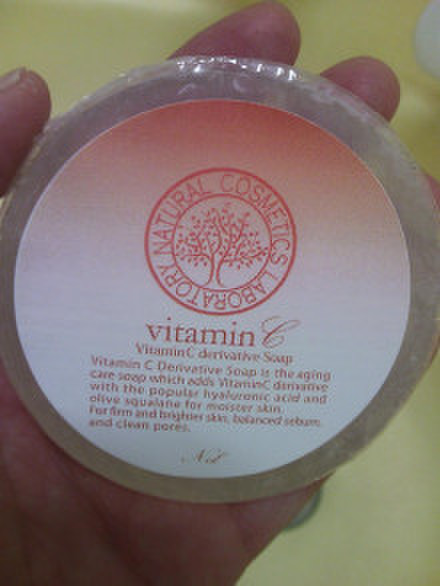 NATURAL COSMETICS LABORATORY
vitamin C
VitaminC derivative Soap
Vitamin C Derivative Soap is the aging
care soap which adds VitaminC derivative
with the popular hyaluronic acid and
olive squalane for moister skin.
For firm and brighter skin, balanced sebum,
and clean pores.